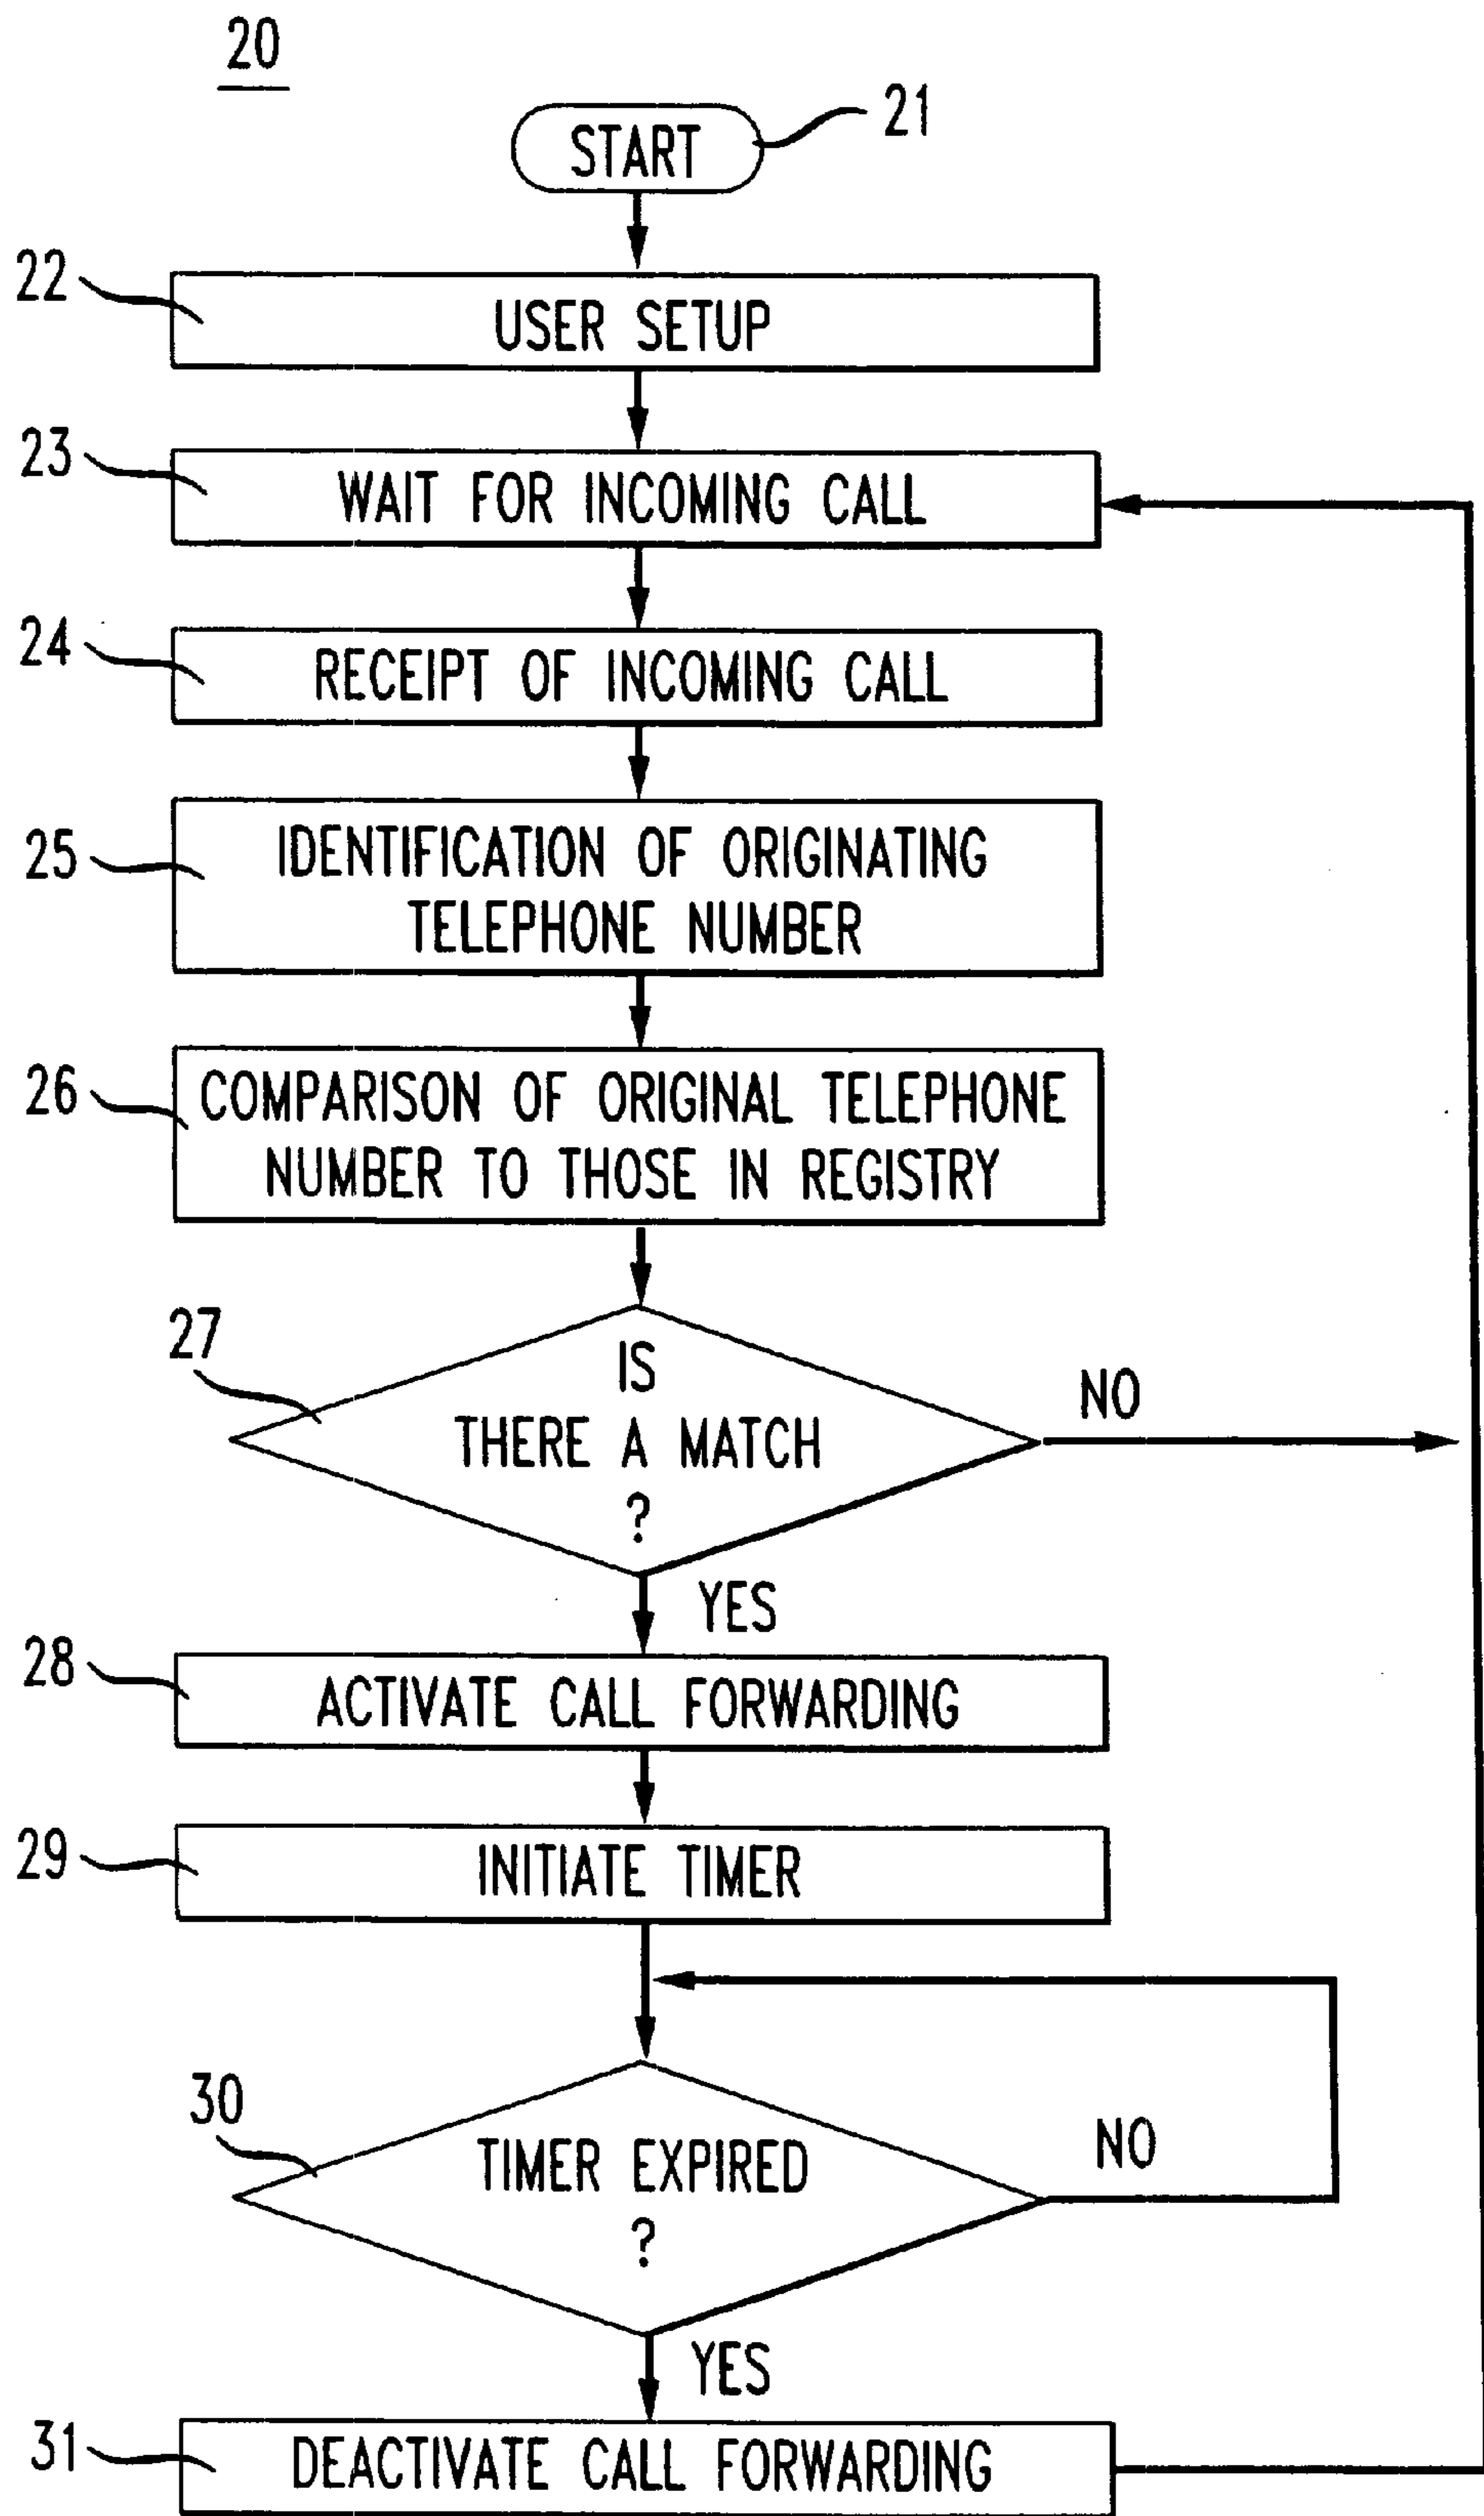 20
START
21
22
USER SETUP
23
WAIT FOR INCOMING CALL
24
RECEIPT OF INCOMING CALL
25
IDENTIFICATION OF ORIGINATING
TELEPHONE NUMBER
26
COMPARISON OF ORIGINAL TELEPHONE
NUMBER TO THOSE IN REGISTRY
27
IS
THERE A MATCH
?
NO
YES
28
ACTIVATE CALL FORWARDING
29
INITIATE TIMER
30
TIMER EXPIRED
?
NO
YES
31
DEACTIVATE CALL FORWARDING